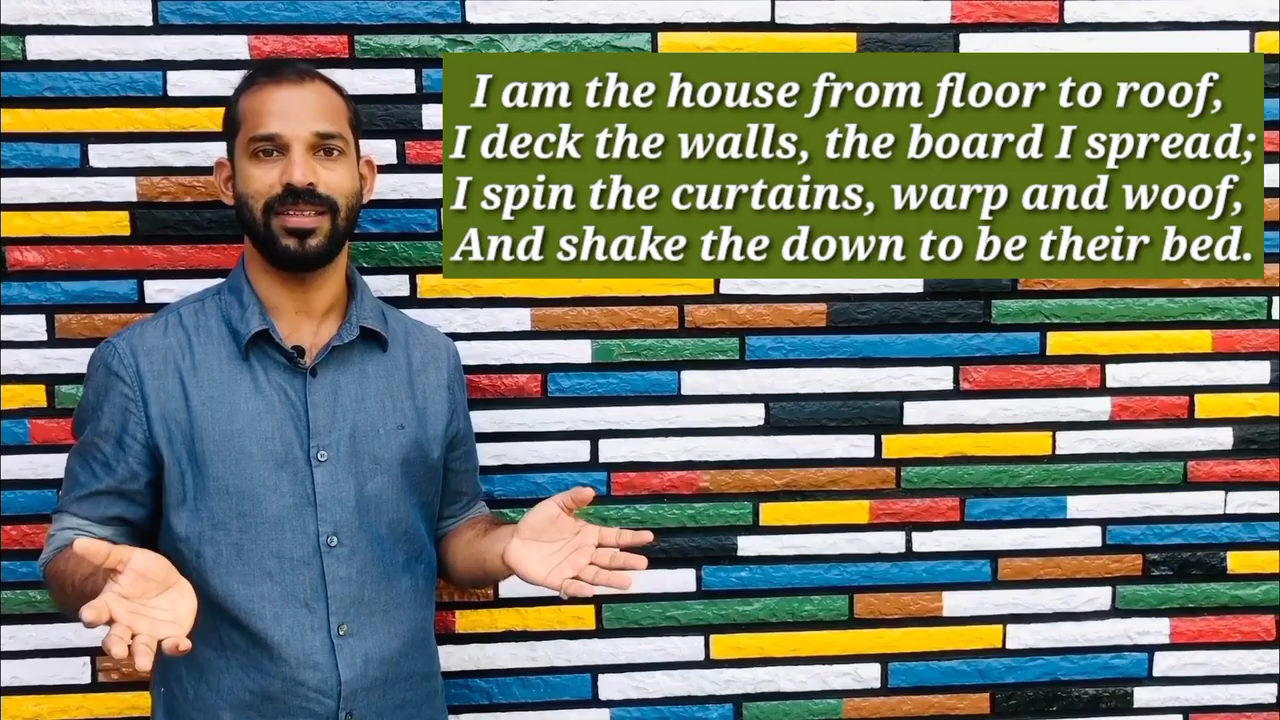 I am the house from floor to roof,
I deck the walls, the board I spread;
I spin the curtains, warp and woof,
And shake the down to be their bed.